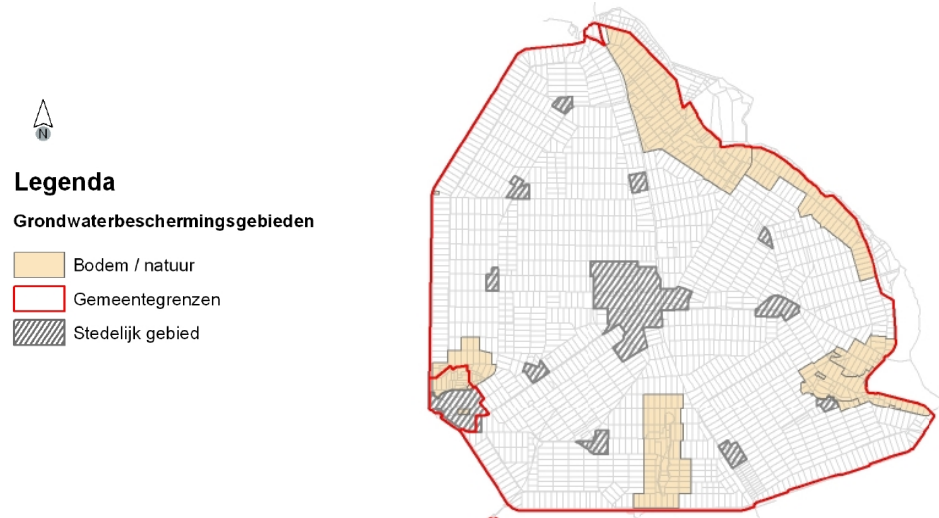 N
Legenda
Grondwaterbeschermingsgebieden
Bodem / natuur
Gemeentegrenzen
Stedelijk gebied